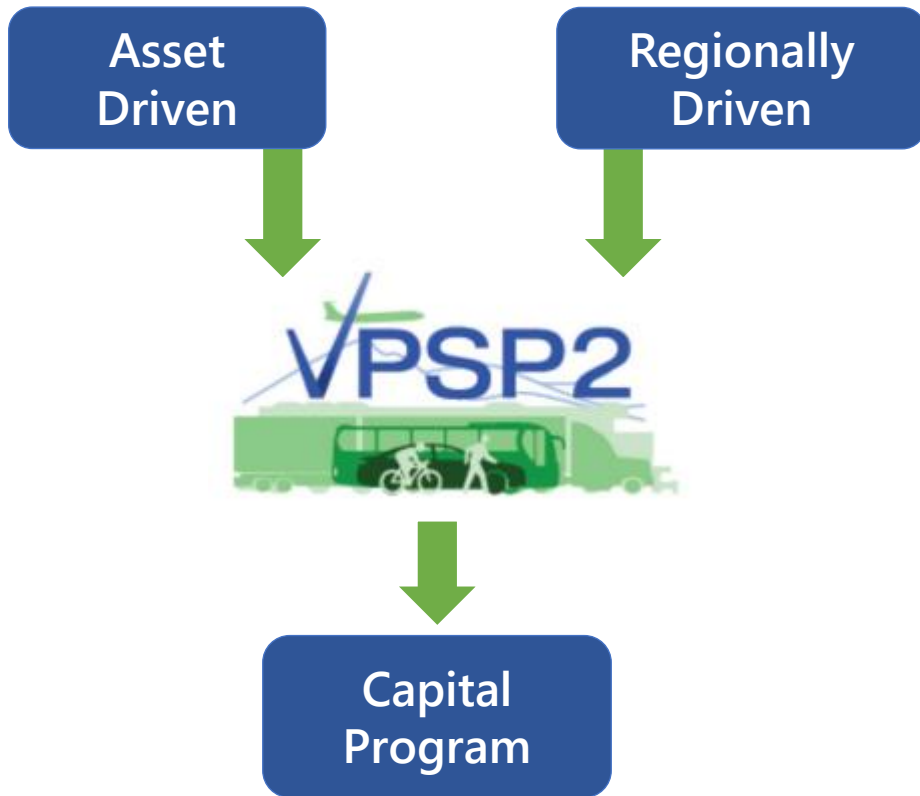 Asset
Driven
Regionally
Driven
VPSP2
Capital
Program